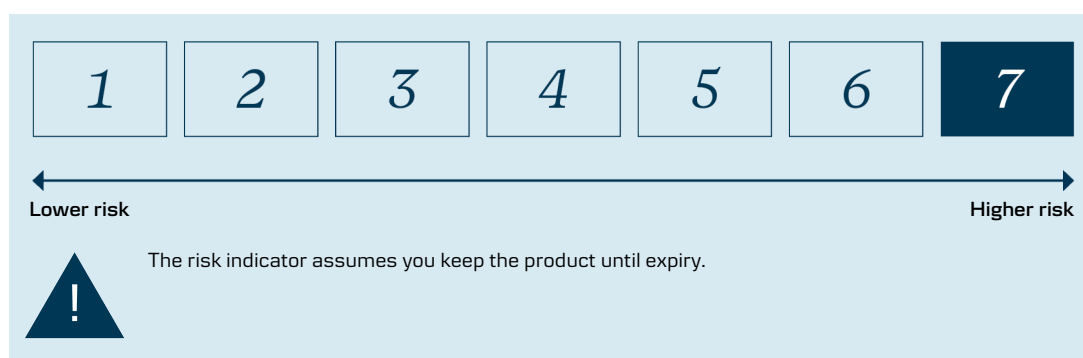 1 2 3 4 5 6 7
Lower risk Higher risk
! The risk indicator assumes you keep the product until expiry.